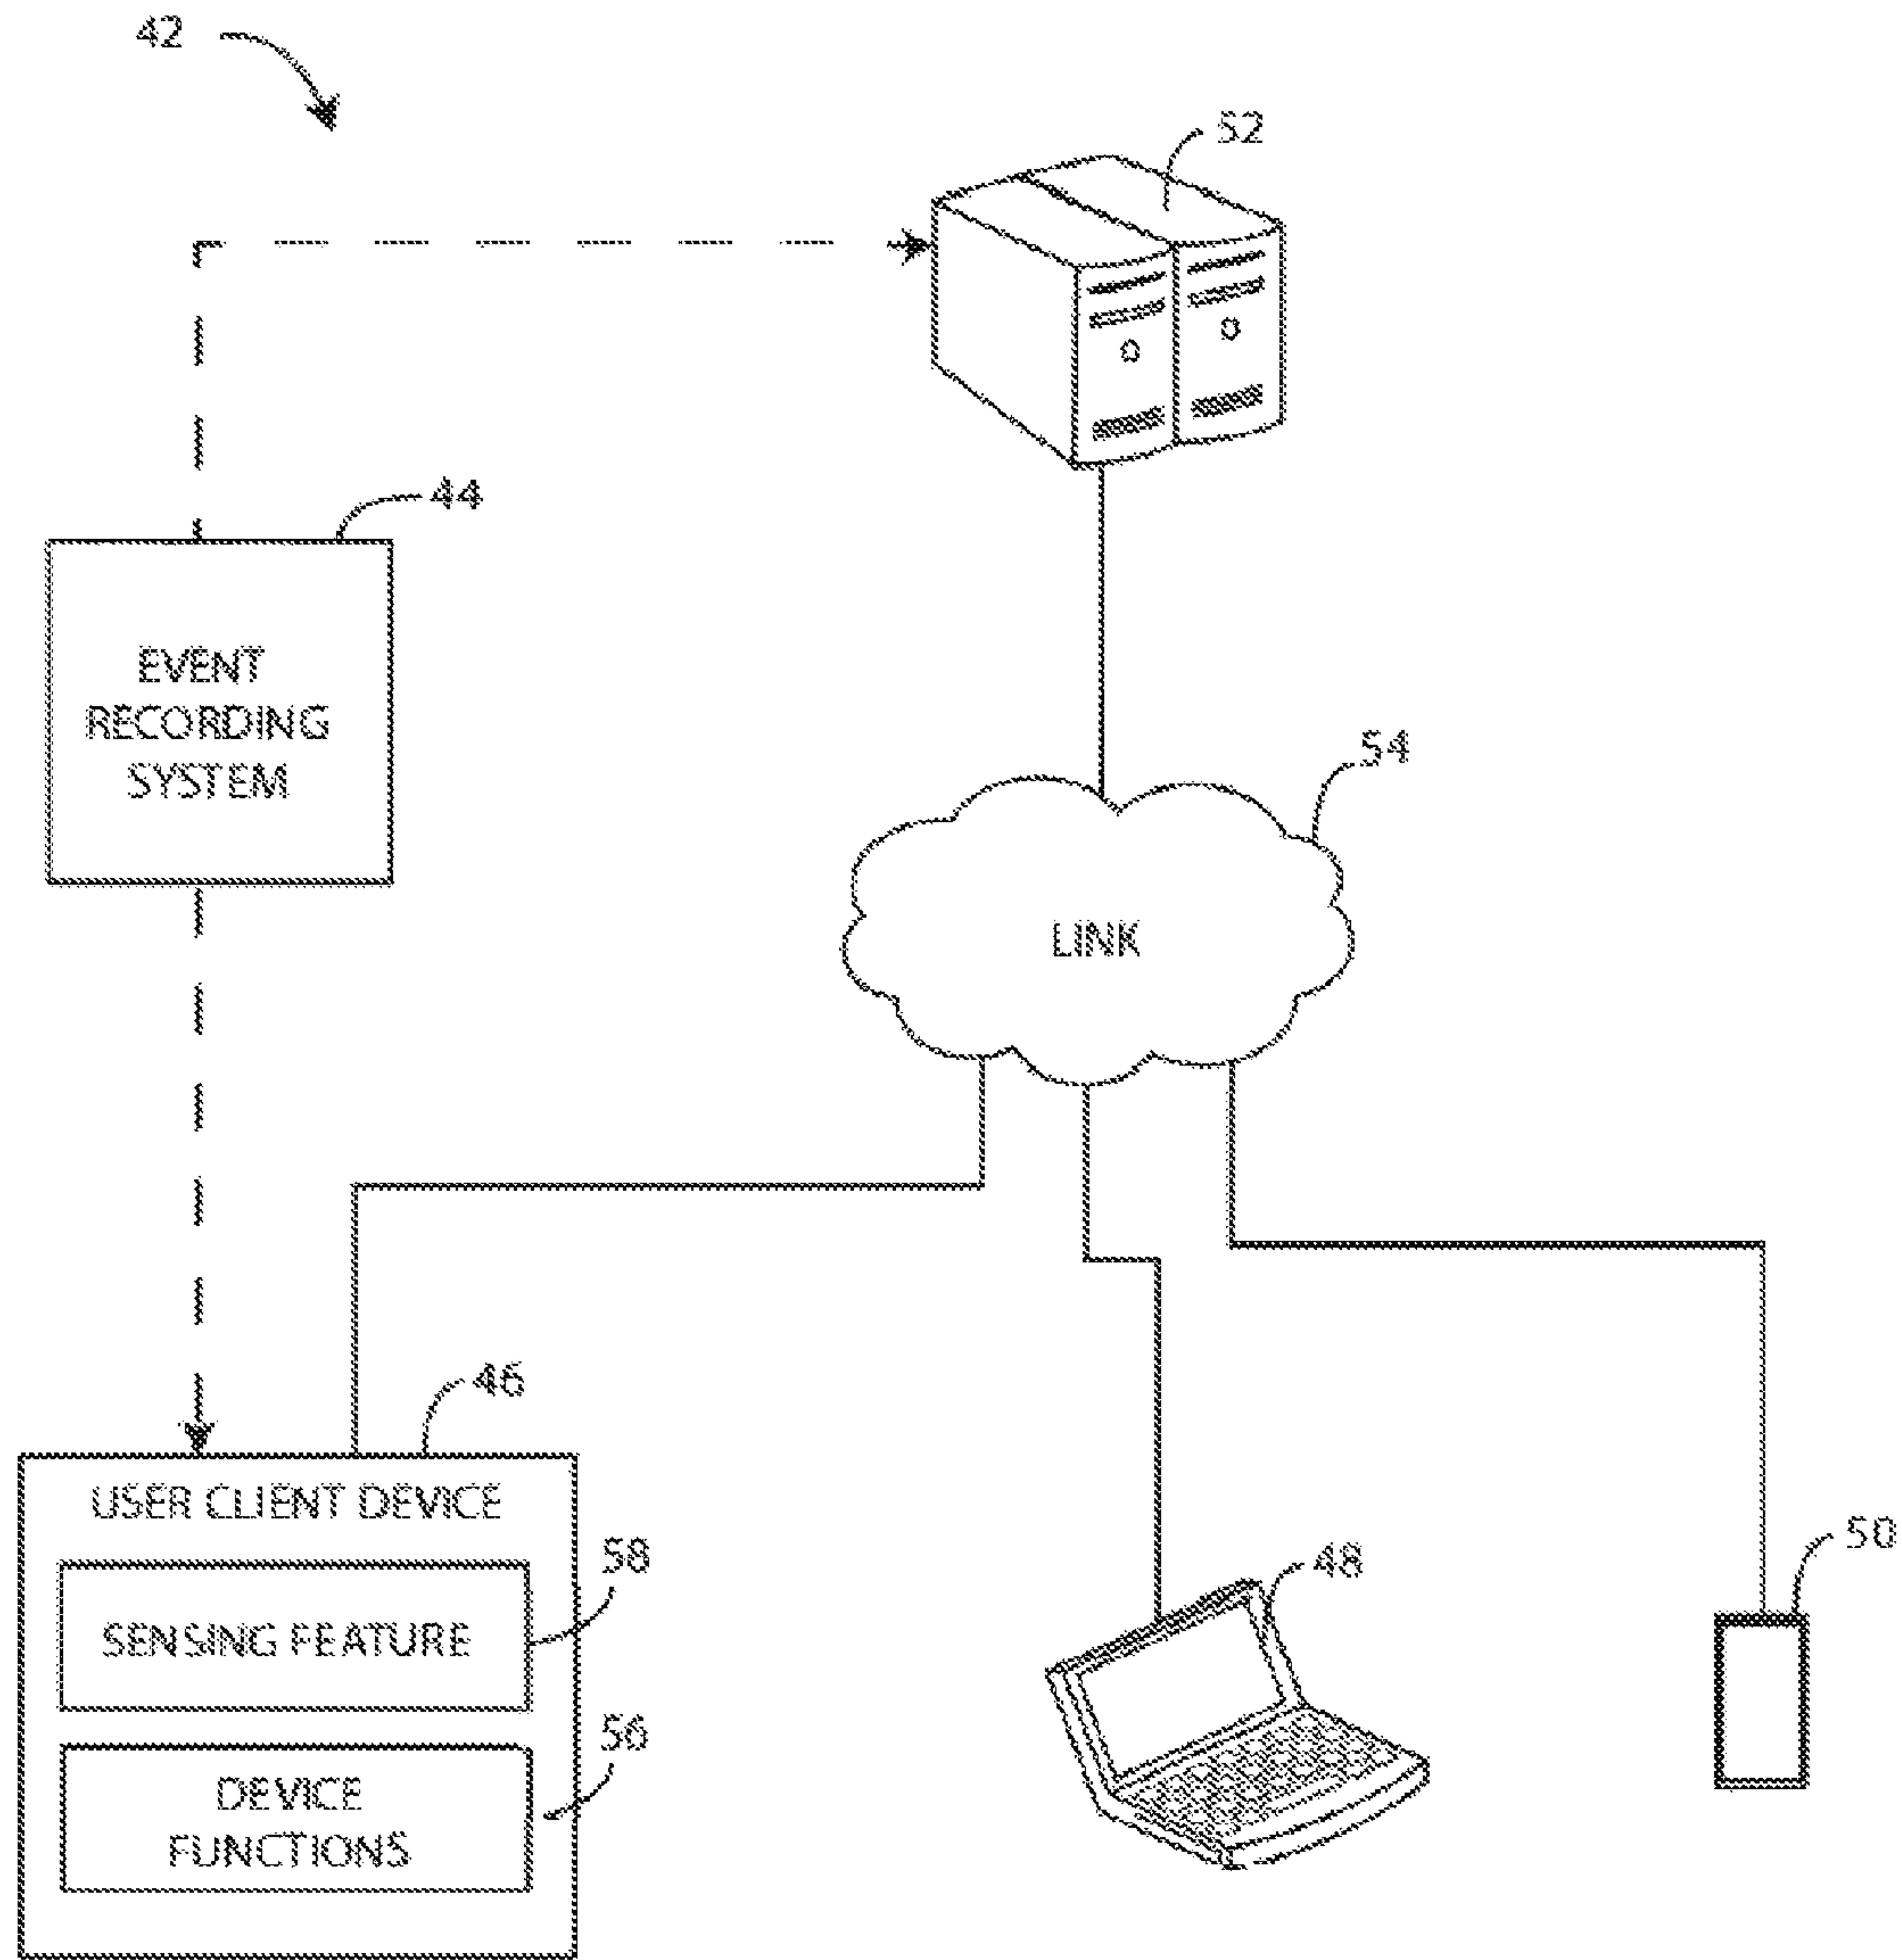 42
52
44
EVENT
RECORDING
SYSTEM
54
LINK
46
USER CLIENT DEVICE
58
SENSING FEATURE
48
50
56
DEVICE
FUNCTIONS